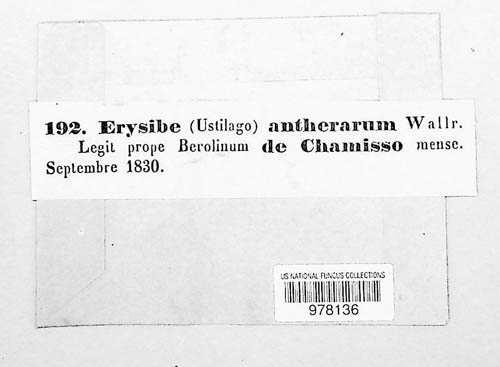 192. Erysibe (Ustilago) antherarum Wallr.
Legit prope Berolinum de Chamisso mense.
Septembre 1830.
US NATIONAL FUNGUS COLLECTIONS
978136